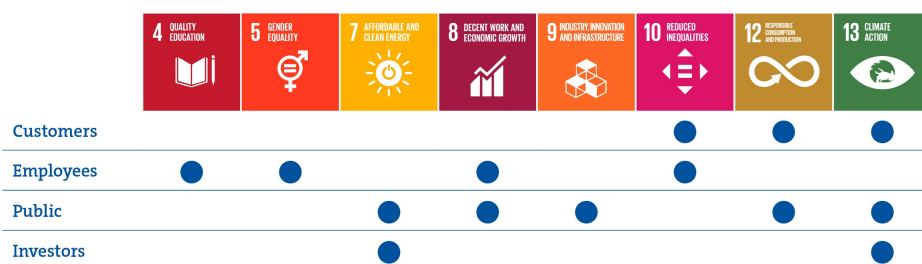 4 QUALITY
EDUCATION
5 GENDER
EQUALITY
7 AFFORDABLE AND
CLEAN ENERGY
8 DECENT WORK AND
ECONOMIC GROWTH
9 INDUSTRY, INNOVATION
AND INFRASTRUCTURE
10 REDUCED
INEQUALITIES
12 RESPONSIBLE
CONSUMPTION
AND PRODUCTION
13 CLIMATE
ACTION
Customers
Employees
Public
Investors